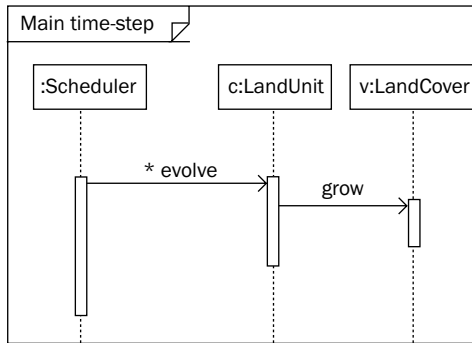 Main time-step
:Scheduler
c:LandUnit
v:LandCover
* evolve
grow